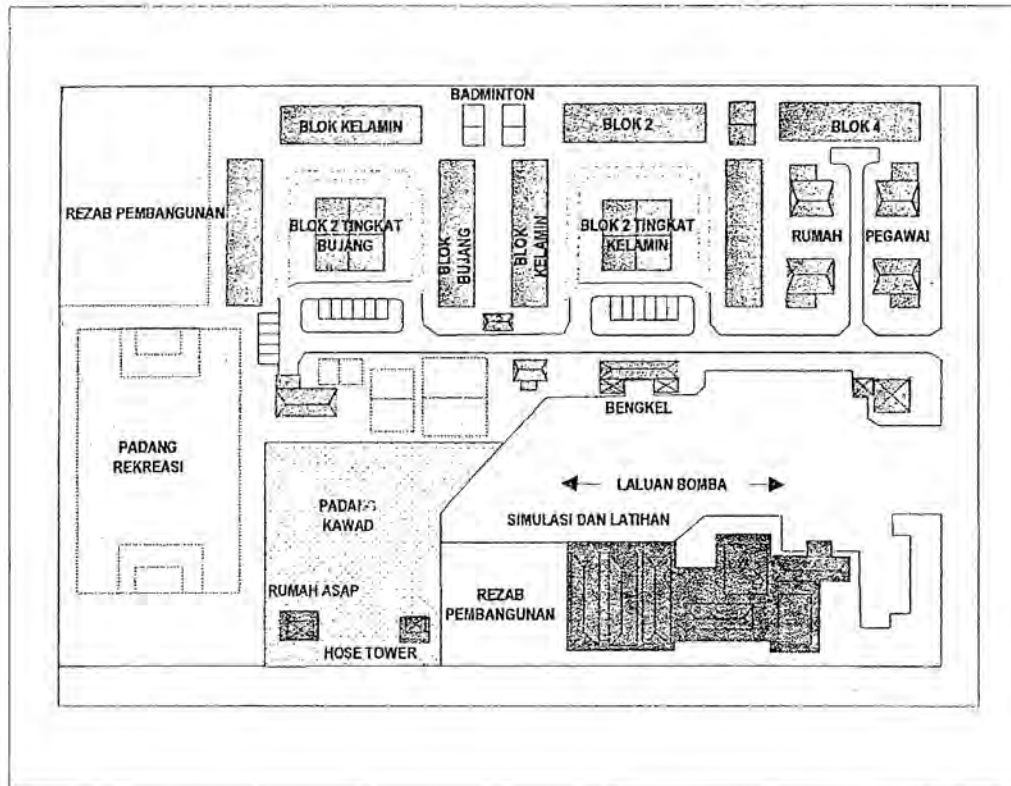 BADMINTON
BLOK KELAMIN
BLOK 2
BLOK 4
REZAB PEMBANGUNAN
BLOK 2 TINGKAT
BUJANG
BLOK
BUJANG
BLOK
KELAMIN
BLOK 2 TINGKAT
KELAMIN
RUMAH
PEGAWAI
BENGKEL
PADANG
REKREASI
PADANG
KAWAD
LALUAN BOMBA
SIMULASI DAN LATIHAN
RUMAH ASAP
REZAB
PEMBANGUNAN
HOSE TOWER